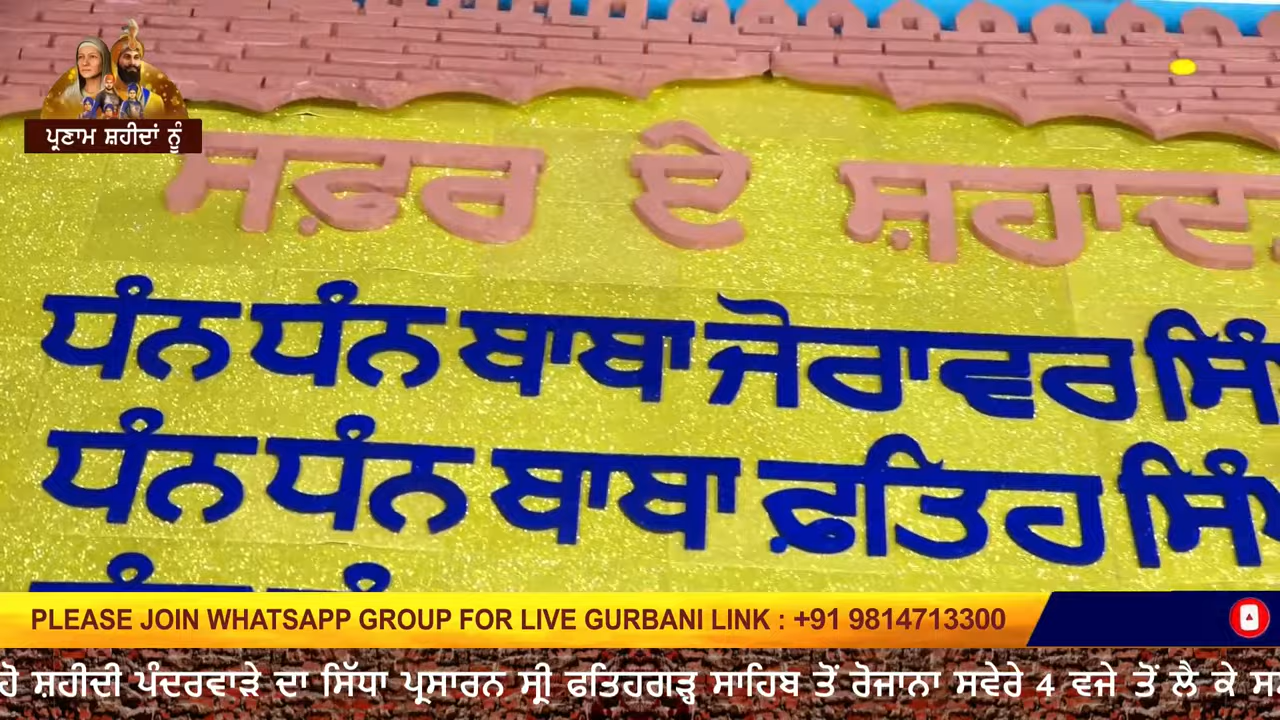 ਪ੍ਰਣਾਮ ਸ਼ਹੀਦਾਂ ਨੂੰ
ਸਫ਼ਰ ਏ
ਧੰਨ ਧੰਨ ਬਾਬਾ ਜੋਰਾਵਰ
ਧੰਨ ਧੰਨ ਬਾਬਾ ਫ਼ਤਿਹ
PLEASE JOIN WHATSAPP GROUP FOR LIVE GURBANI LINK : +91 9814713300
ਹੋ ਸ਼ਹੀਦੀ ਪੰਦਰਵਾੜੇ ਦਾ ਸਿੱਧਾ ਪ੍ਰਸਾਰਨ ਸ੍ਰੀ ਫਤਿਹਗੜ੍ਹ ਸਾਹਿਬ ਤੋਂ ਰੋਜਾਨਾ ਸਵੇਰੇ 4 ਵਜੇ ਤੋਂ ਲੈ ਕੇ